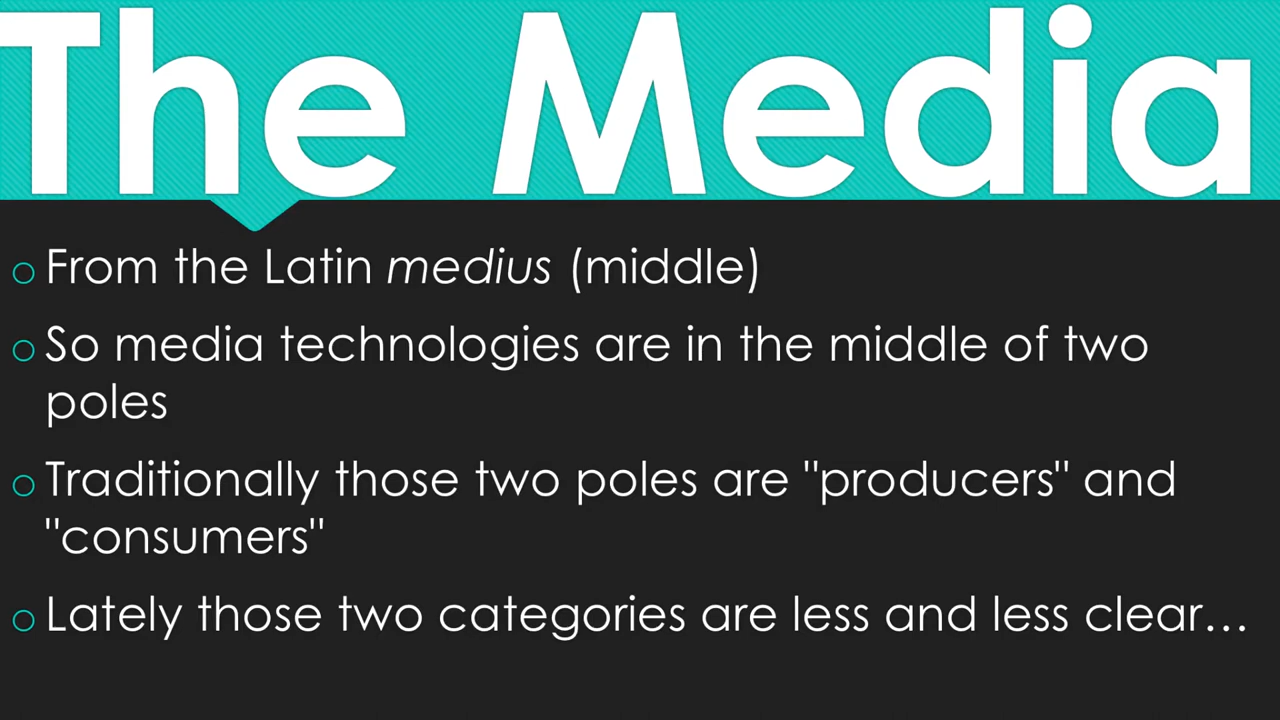 The Media
From the Latin medius (middle)
So media technologies are in the middle of two
poles
Traditionally those two poles are "producers" and
"consumers"
Lately those two categories are less and less clear…